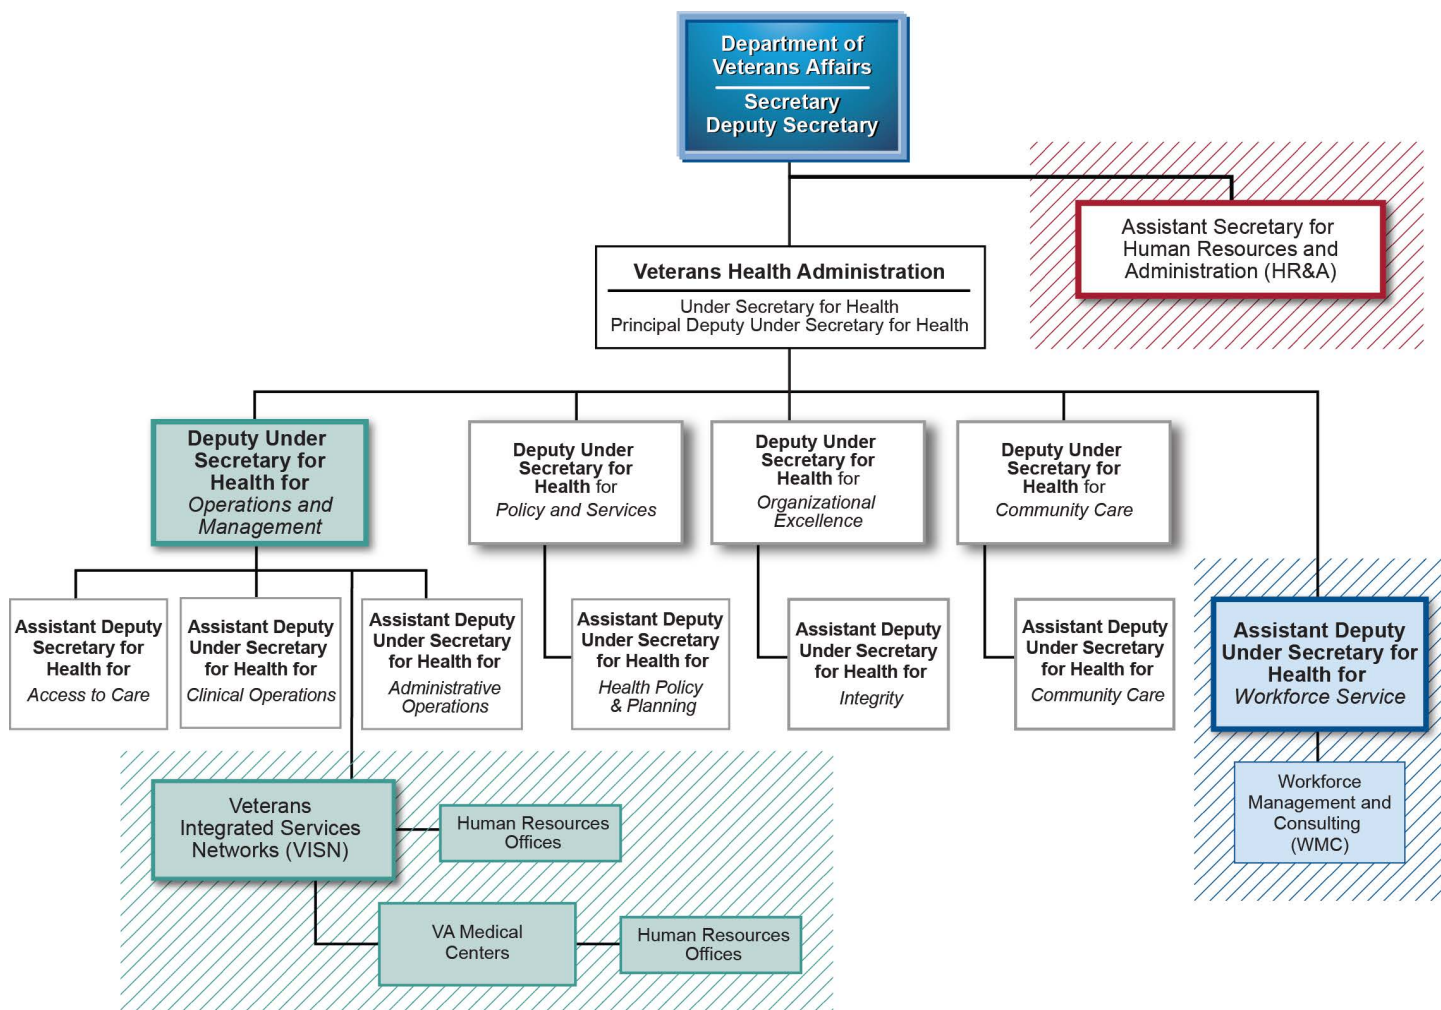 Department of
Veterans Affairs
Secretary
Deputy Secretary
Assistant Secretary for
Human Resources and
Administration (HR&A)
Veterans Health Administration
Under Secretary for Health
Principal Deputy Under Secretary for Health
Deputy Under
Secretary for
Health for
Operations and
Management
Deputy Under
Secretary for
Health for
Policy and Services
Deputy Under
Secretary for
Health for
Organizational
Excellence
Deputy Under
Secretary for
Health for
Community Care
Assistant Deputy
Secretary for
Health for
Access to Care
Assistant Deputy
Under Secretary
for Health for
Clinical Operations
Assistant Deputy
Under Secretary
for Health for
Administrative
Operations
Assistant Deputy
Under Secretary
for Health for
Health Policy
& Planning
Assistant Deputy
Under Secretary
for Health for
Integrity
Assistant Deputy
Under Secretary
for Health for
Community Care
Assistant Deputy
Under Secretary for
Health for
Workforce Service
Workforce
Management and
Consulting
(WMC)
Veterans
Integrated Services
Networks (VISN)
Human Resources
Offices
VA Medical
Centers
Human Resources
Offices